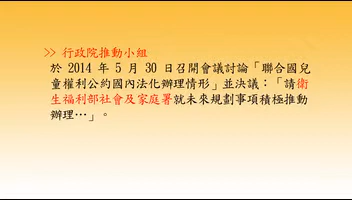 >> 行政院推動小組
於 2014 年 5 月 30 日召開會議討論「聯合國兒
童權利公約國內法化辦理情形」並決議：「請衛
生福利部社會及家庭署就未來規劃事項積極推動
辦理…」。